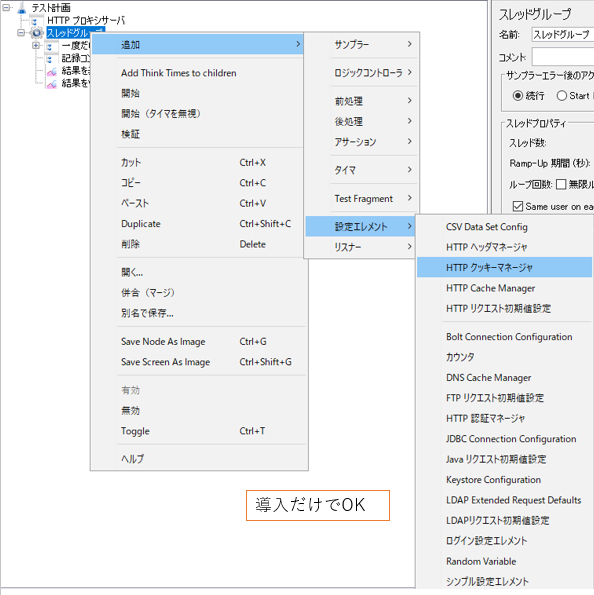 テスト計画
HTTP プロキシサーバ
スレッドグループ
一度だけ
記録コン
結果を
結果を
追加
Add Think Times to children
開始
開始（タイマを無視）
検証
カット Ctrl+X
コピー Ctrl+C
ペースト Ctrl+V
Duplicate Ctrl+Shift+C
削除 Delete
開く...
併合（マージ）
別名で保存...
Save Node As Image Ctrl+G
Save Screen As Image Ctrl+Shift+G
有効
無効
Toggle Ctrl+T
ヘルプ
サンプラー
ロジックコントローラ
前処理
後処理
アサーション
タイマ
Test Fragment
設定エレメント
リスナー
CSV Data Set Config
HTTP ヘッダマネージャ
HTTP クッキーマネージャ
HTTP Cache Manager
HTTP リクエスト初期値設定
Bolt Connection Configuration
カウンタ
DNS Cache Manager
FTP リクエスト初期値設定
HTTP 認証マネージャ
JDBC Connection Configuration
Java リクエスト初期値設定
Keystore Configuration
LDAP Extended Request Defaults
LDAPリクエスト初期値設定
ログイン設定エレメント
Random Variable
シンプル設定エレメント
スレッドグループ
名前: スレッドグループ
コメント:
サンプラーエラー後のアク
続行 Start
スレッドプロパティ
スレッド数:
Ramp-Up 期間 (秒):
ループ回数: 無限ル
Same user on ea
導入だけでOK